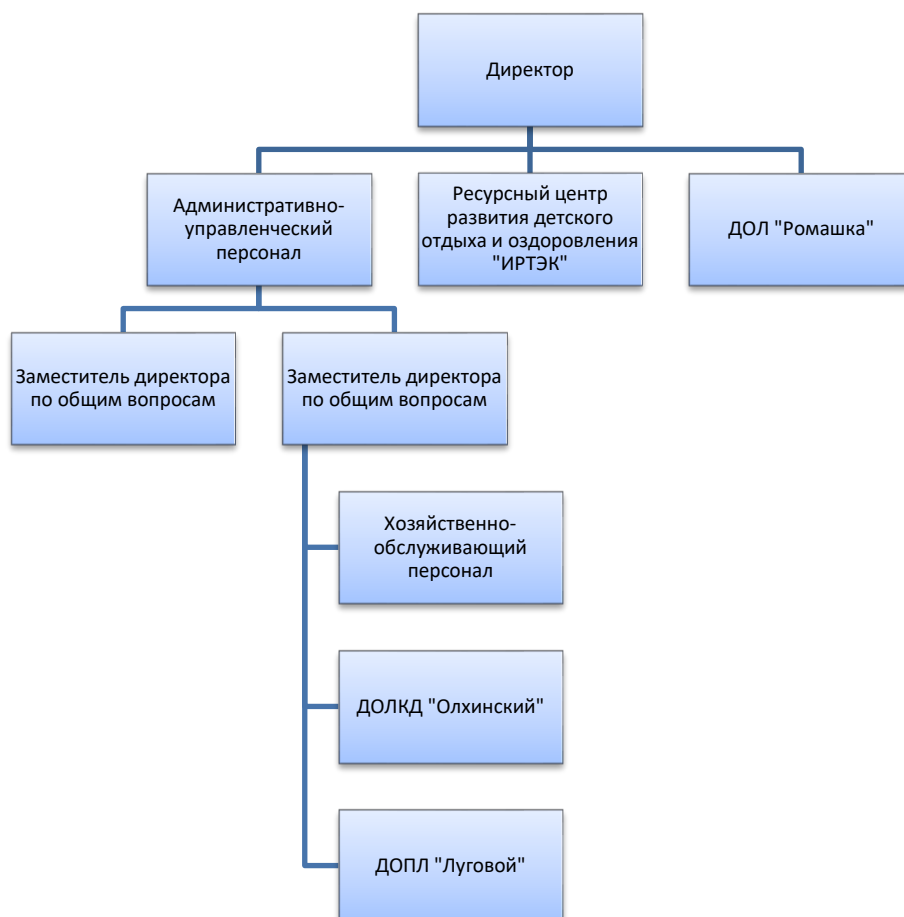 Директор
Административно-
управленческий
персонал
Ресурсный центр
развития детского
отдыха и оздоровления
"ИРТЭК"
ДОЛ "Ромашка"
Заместитель директора
по общим вопросам
Заместитель директора
по общим вопросам
Хозяйственно-
обслуживающий
персонал
ДОЛКД "Олхинский"
ДОПЛ "Луговой"